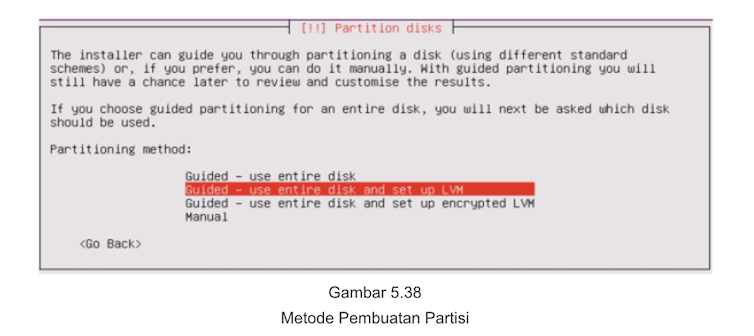 [!!] Partition disks
The installer can guide you through partitioning a disk (using different standard
schemes) or, if you prefer, you can do it manually. With guided partitioning you will
still have a chance later to review and customise the results.
If you choose guided partitioning for an entire disk, you will next be asked which disk
should be used.
Partitioning method:
Guided – use entire disk
Guided – use entire disk and set up LVM
Guided – use entire disk and set up encrypted LVM
Manual
<Go Back>
Gambar 5.38
Metode Pembuatan Partisi